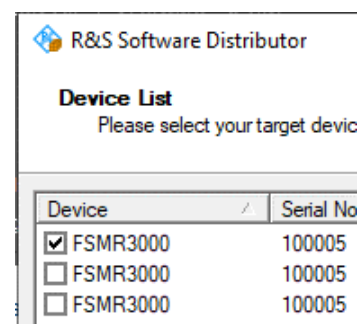 R&S Software Distributor
Device List
Please select your target devic
Device Serial No
FSMR3000 100005
FSMR3000 100005
FSMR3000 100005